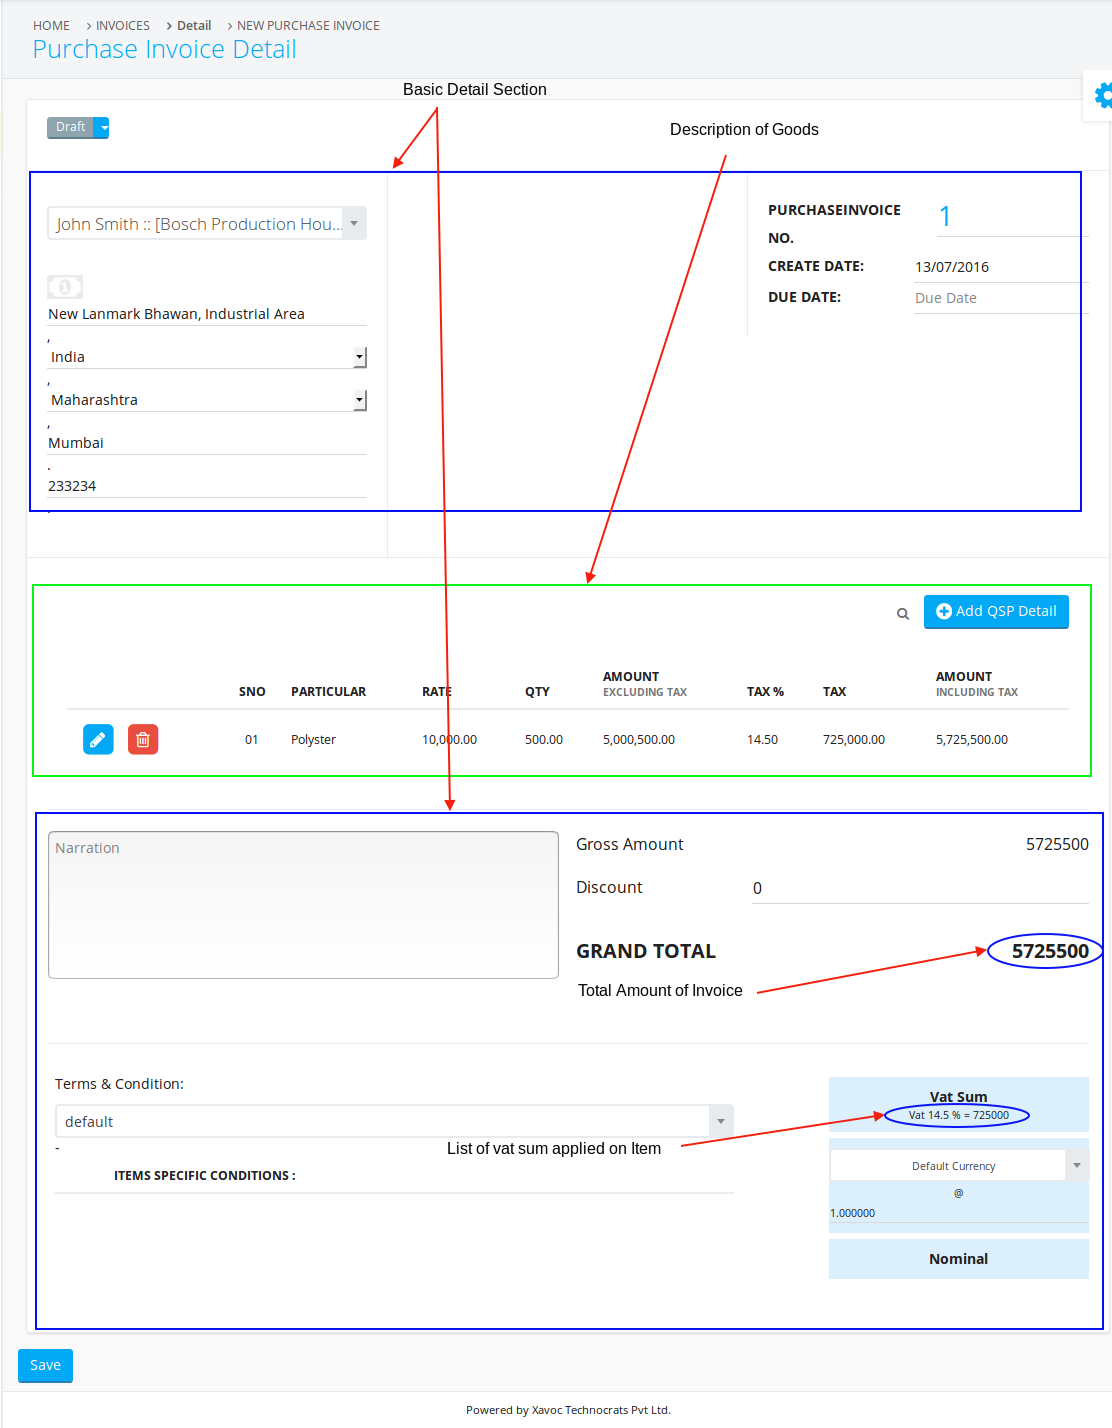 HOME > INVOICES > Detail > NEW PURCHASE INVOICE
Purchase Invoice Detail
Basic Detail Section
Draft
Description of Goods
John Smith :: [Bosch Production Hou...
PURCHASEINVOICE NO. 1
CREATE DATE: 13/07/2016
DUE DATE: Due Date
New Lanmark Bhawan, Industrial Area
,
India
,
Maharashtra
,
Mumbai
.
233234
.
Add QSP Detail
SNO PARTICULAR RATE QTY AMOUNT EXCLUDING TAX TAX % TAX AMOUNT INCLUDING TAX
01 Polyster 10,000.00 500.00 5,000,500.00 14.50 725,000.00 5,725,500.00
Narration
Gross Amount 5725500
Discount 0
GRAND TOTAL 5725500
Total Amount of Invoice
Terms & Condition:
default
-
ITEMS SPECIFIC CONDITIONS :
Vat Sum
Vat 14.5 % = 725000
List of vat sum applied on Item
Default Currency
@
1.000000
Nominal
Save
Powered by Xavoc Technocrats Pvt Ltd.